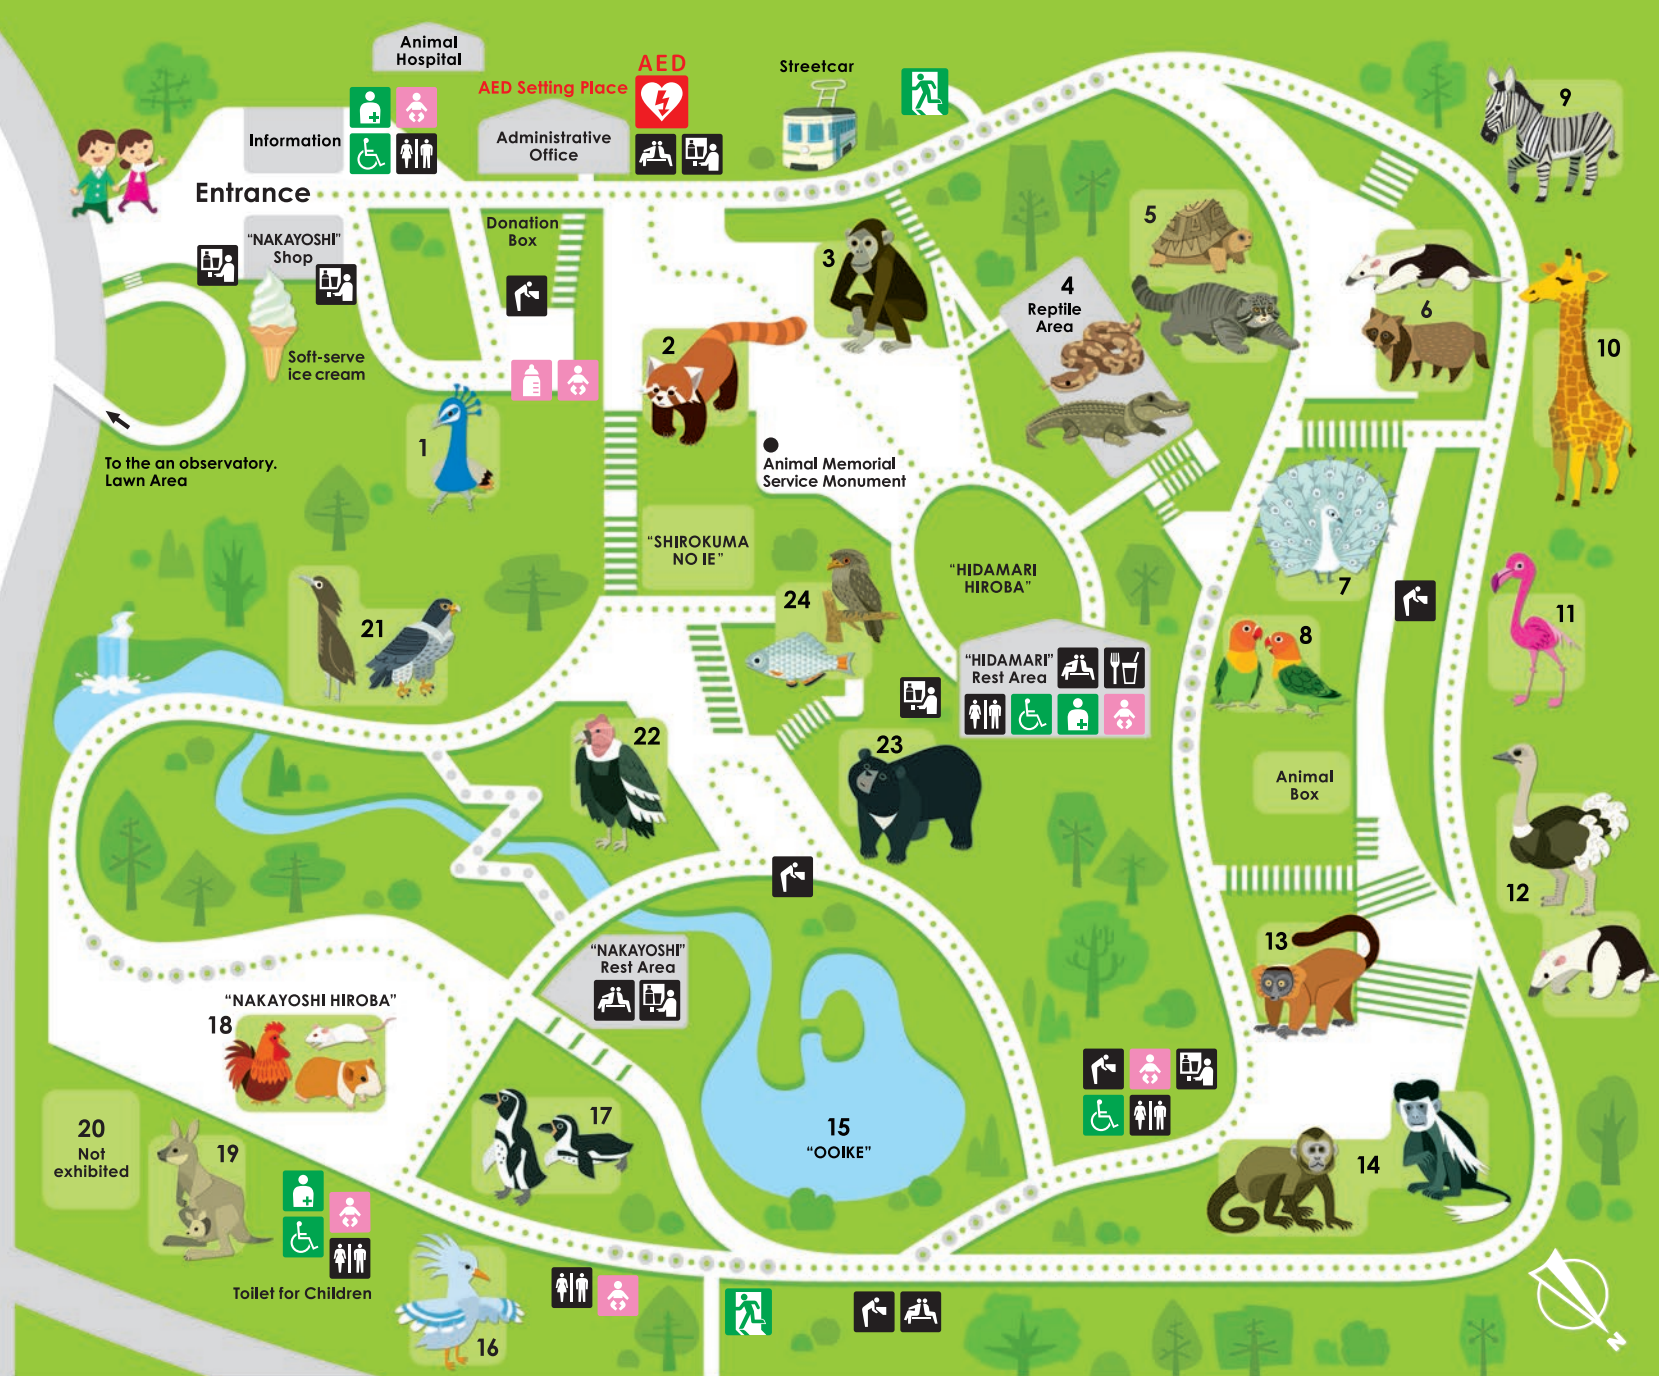 Animal
Hospital
AED
AED Setting Place
Streetcar
Information
Administrative
Office
Entrance
"NAKAYOSHI"
Shop
Donation
Box
Soft-serve
ice cream
To the an observatory.
Lawn Area
1
2
3
4
Reptile
Area
5
6
7
8
9
10
11
12
13
14
Animal Memorial
Service Monument
"SHIROKUMA
NO IE"
"HIDAMARI
HIROBA"
"HIDAMARI"
Rest Area
Animal
Box
24
23
22
21
"NAKAYOSHI"
Rest Area
"NAKAYOSHI HIROBA"
18
17
15
"OOIKE"
20
Not
exhibited
19
Toilet for Children
16
N